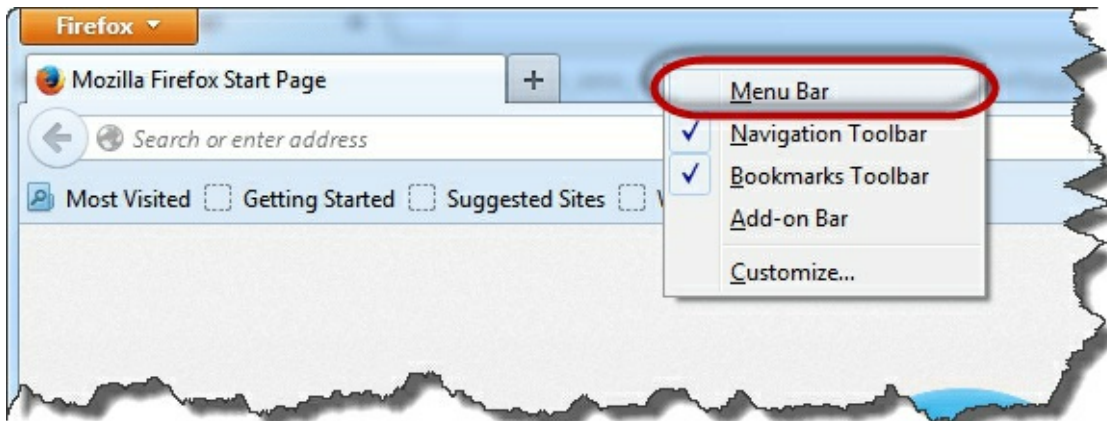 Firefox
Mozilla Firefox Start Page
Search or enter address
Most Visited Getting Started Suggested Sites
Menu Bar
Navigation Toolbar
Bookmarks Toolbar
Add-on Bar
Customize...